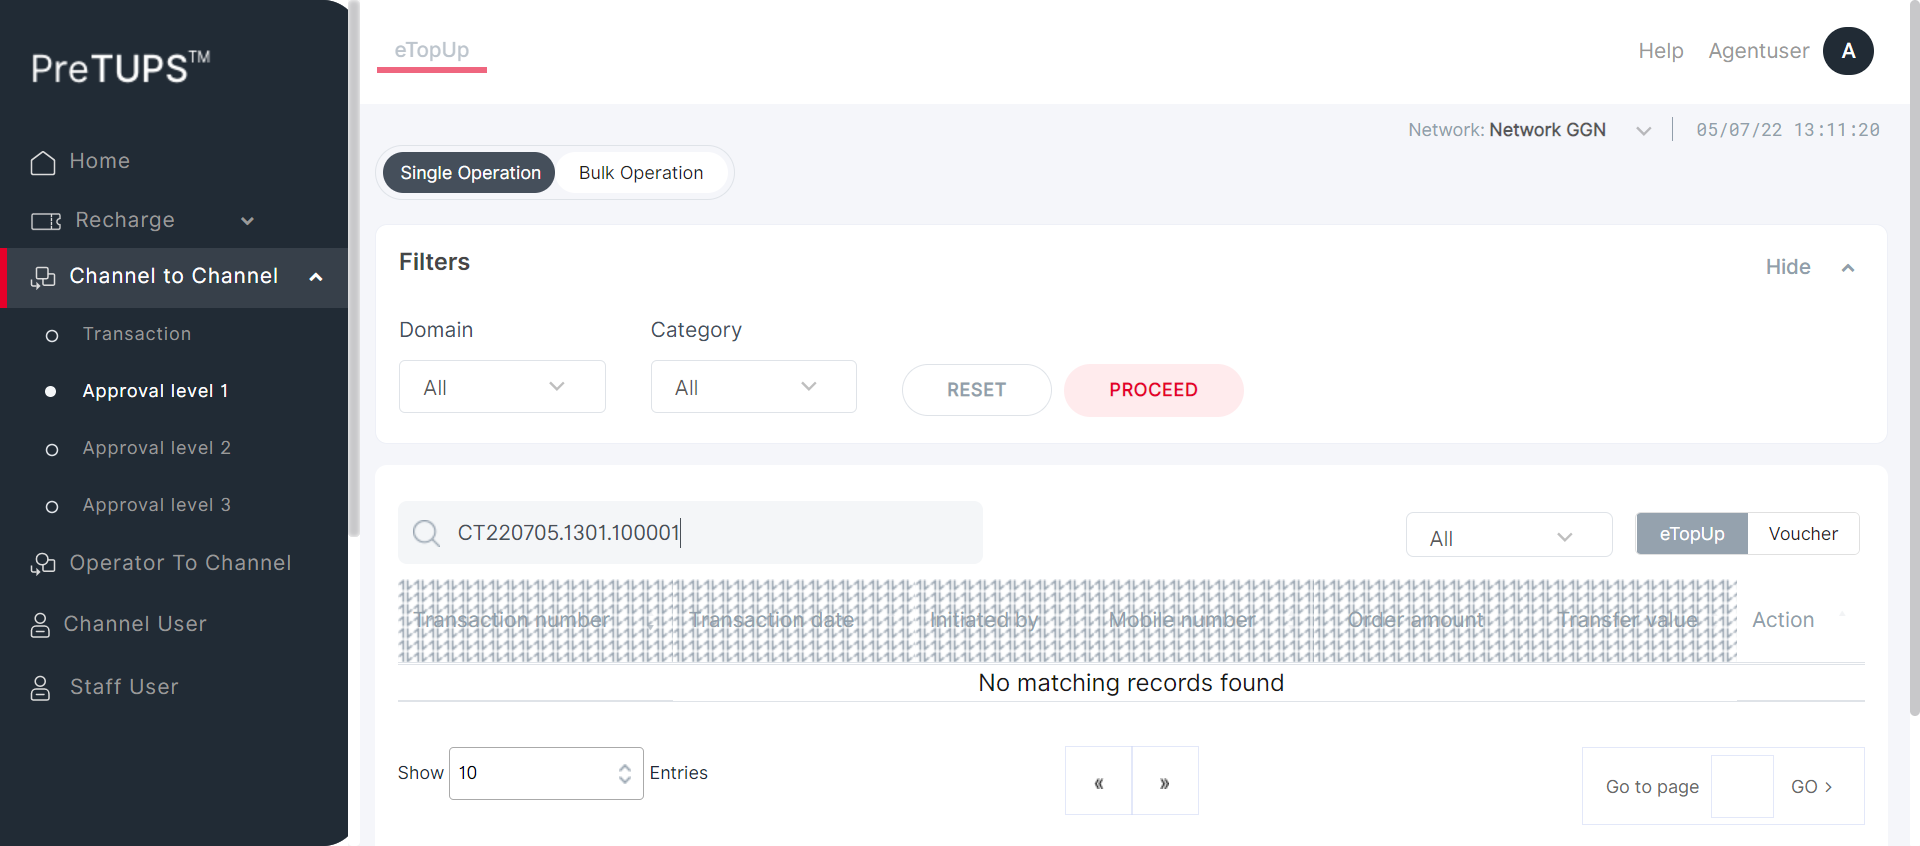 PreTUPS™
eTopUp
Help Agentuser A
Network: Network GGN 05/07/22 13:11:20
Single Operation Bulk Operation
Home
Recharge
Channel to Channel
Transaction
Approval level 1
Approval level 2
Approval level 3
Operator To Channel
Channel User
Staff User
Filters
Hide
Domain Category
All All RESET PROCEED
CT220705.1301.100001
All eTopUp Voucher
Transaction number Transaction date Initiated by Mobile number Order amount Transfer value Action
No matching records found
Show 10 Entries
« »
Go to page GO >